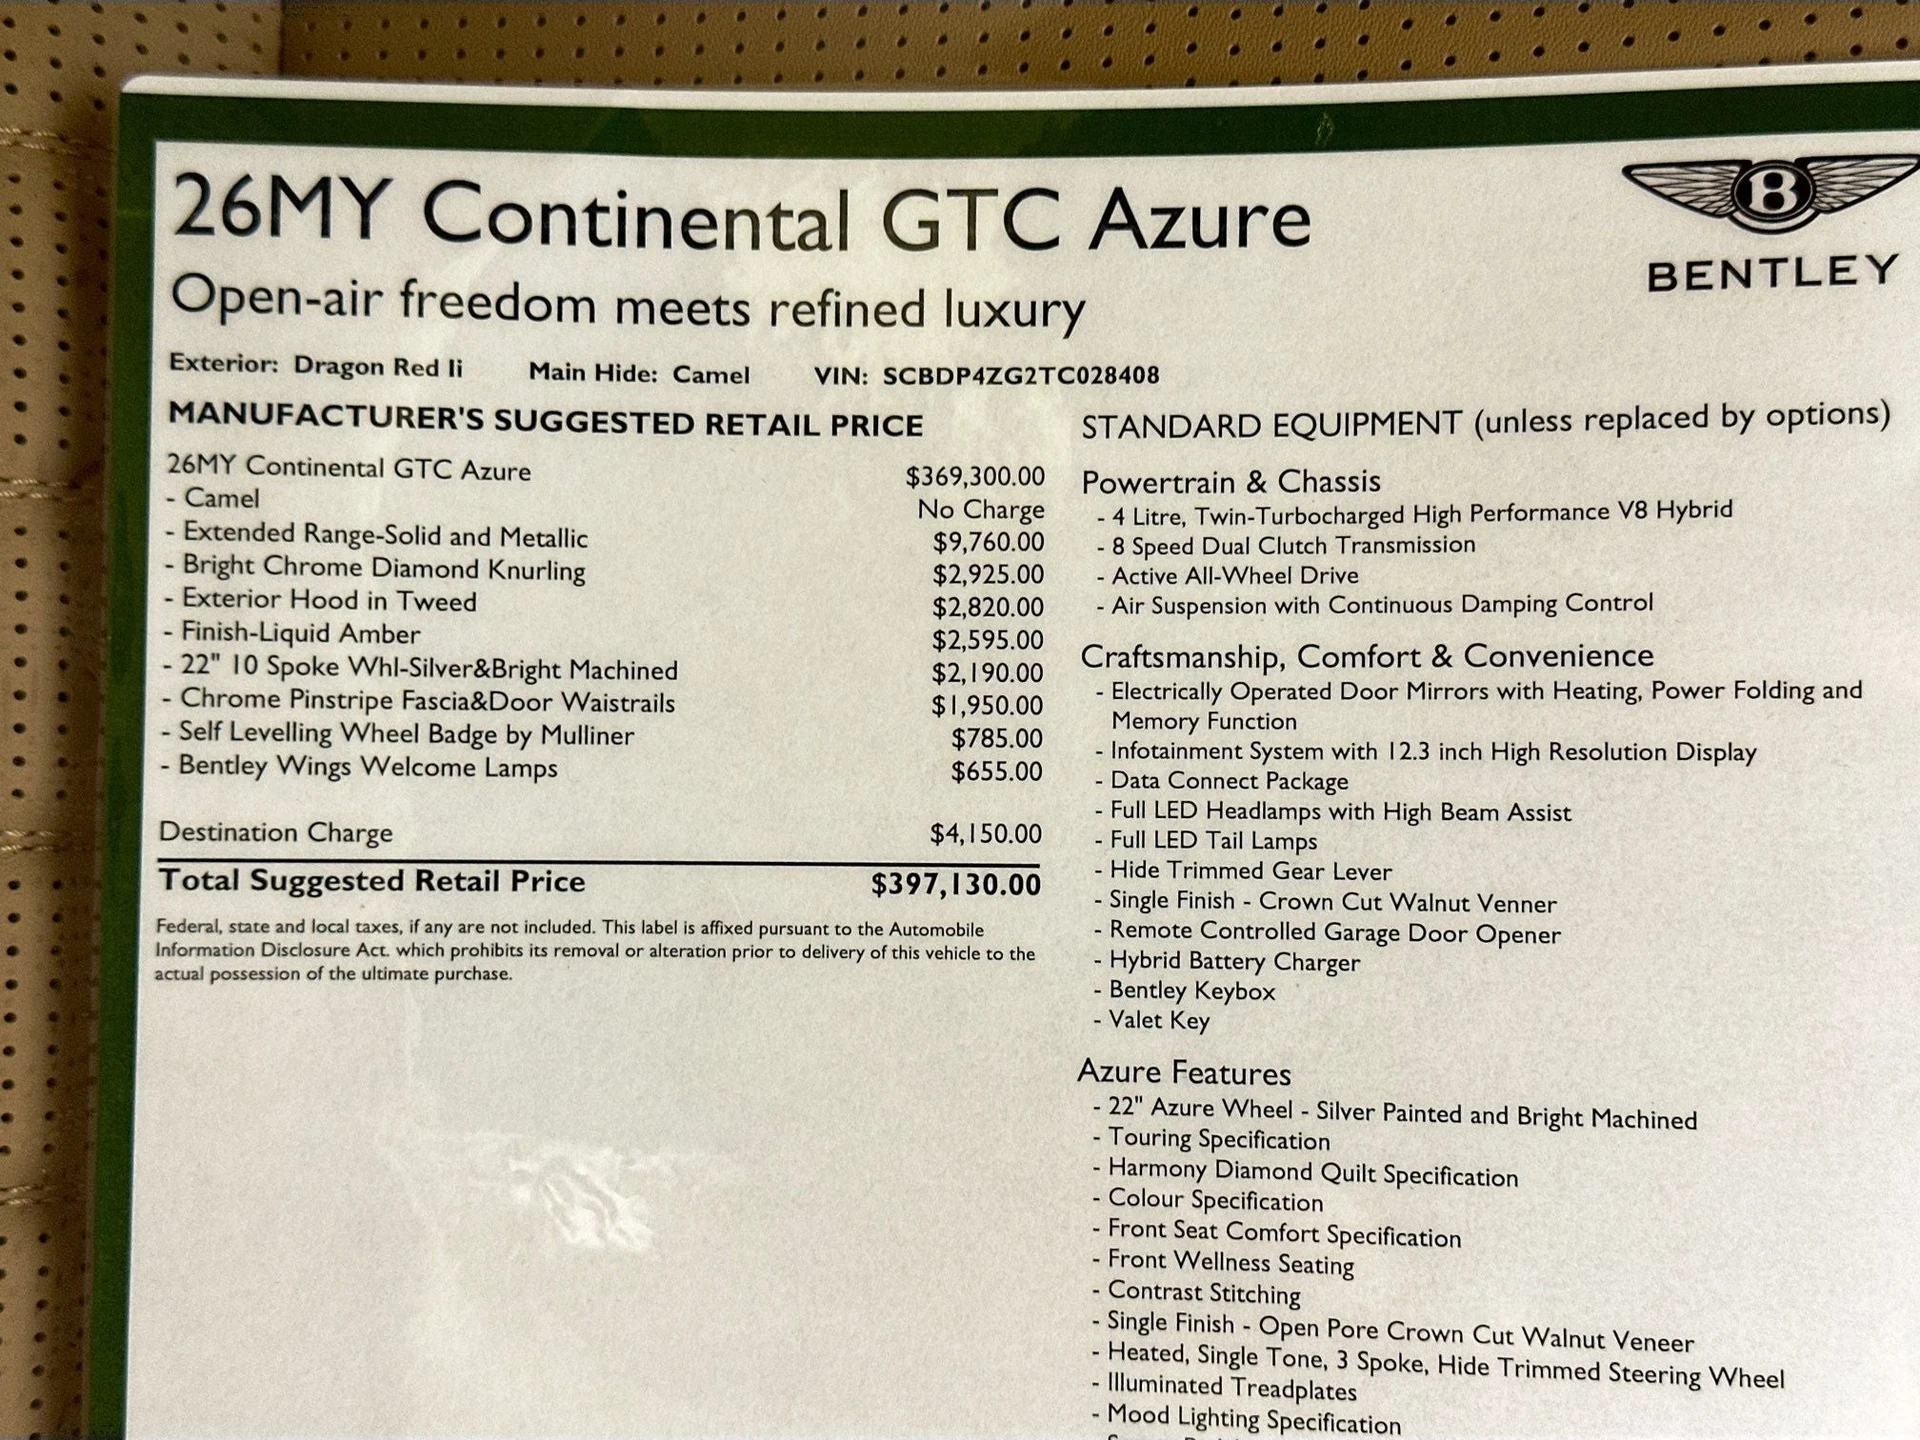 26MY Continental GTC Azure
BENTLEY
Open-air freedom meets refined luxury
Exterior: Dragon Red Ii Main Hide: Camel VIN: SCBDP4ZG2TC028408
MANUFACTURER'S SUGGESTED RETAIL PRICE
26MY Continental GTC Azure $369,300.00
- Camel No Charge
- Extended Range-Solid and Metallic $9,760.00
- Bright Chrome Diamond Knurling $2,925.00
- Exterior Hood in Tweed $2,820.00
- Finish-Liquid Amber $2,595.00
- 22" 10 Spoke Whl-Silver&Bright Machined $2,190.00
- Chrome Pinstripe Fascia&Door Waistrails $1,950.00
- Self Levelling Wheel Badge by Mulliner $785.00
- Bentley Wings Welcome Lamps $655.00
Destination Charge $4,150.00
Total Suggested Retail Price $397,130.00
Federal, state and local taxes, if any are not included. This label is affixed pursuant to the Automobile
Information Disclosure Act. which prohibits its removal or alteration prior to delivery of this vehicle to the
actual possession of the ultimate purchase.
STANDARD EQUIPMENT (unless replaced by options)
Powertrain & Chassis
- 4 Litre, Twin-Turbocharged High Performance V8 Hybrid
- 8 Speed Dual Clutch Transmission
- Active All-Wheel Drive
- Air Suspension with Continuous Damping Control
Craftsmanship, Comfort & Convenience
- Electrically Operated Door Mirrors with Heating, Power Folding and
Memory Function
- Infotainment System with 12.3 inch High Resolution Display
- Data Connect Package
- Full LED Headlamps with High Beam Assist
- Full LED Tail Lamps
- Hide Trimmed Gear Lever
- Single Finish - Crown Cut Walnut Venner
- Remote Controlled Garage Door Opener
- Hybrid Battery Charger
- Bentley Keybox
- Valet Key
Azure Features
- 22" Azure Wheel - Silver Painted and Bright Machined
- Touring Specification
- Harmony Diamond Quilt Specification
- Colour Specification
- Front Seat Comfort Specification
- Front Wellness Seating
- Contrast Stitching
- Single Finish - Open Pore Crown Cut Walnut Veneer
- Heated, Single Tone, 3 Spoke, Hide Trimmed Steering Wheel
- Illuminated Treadplates
- Mood Lighting Specification